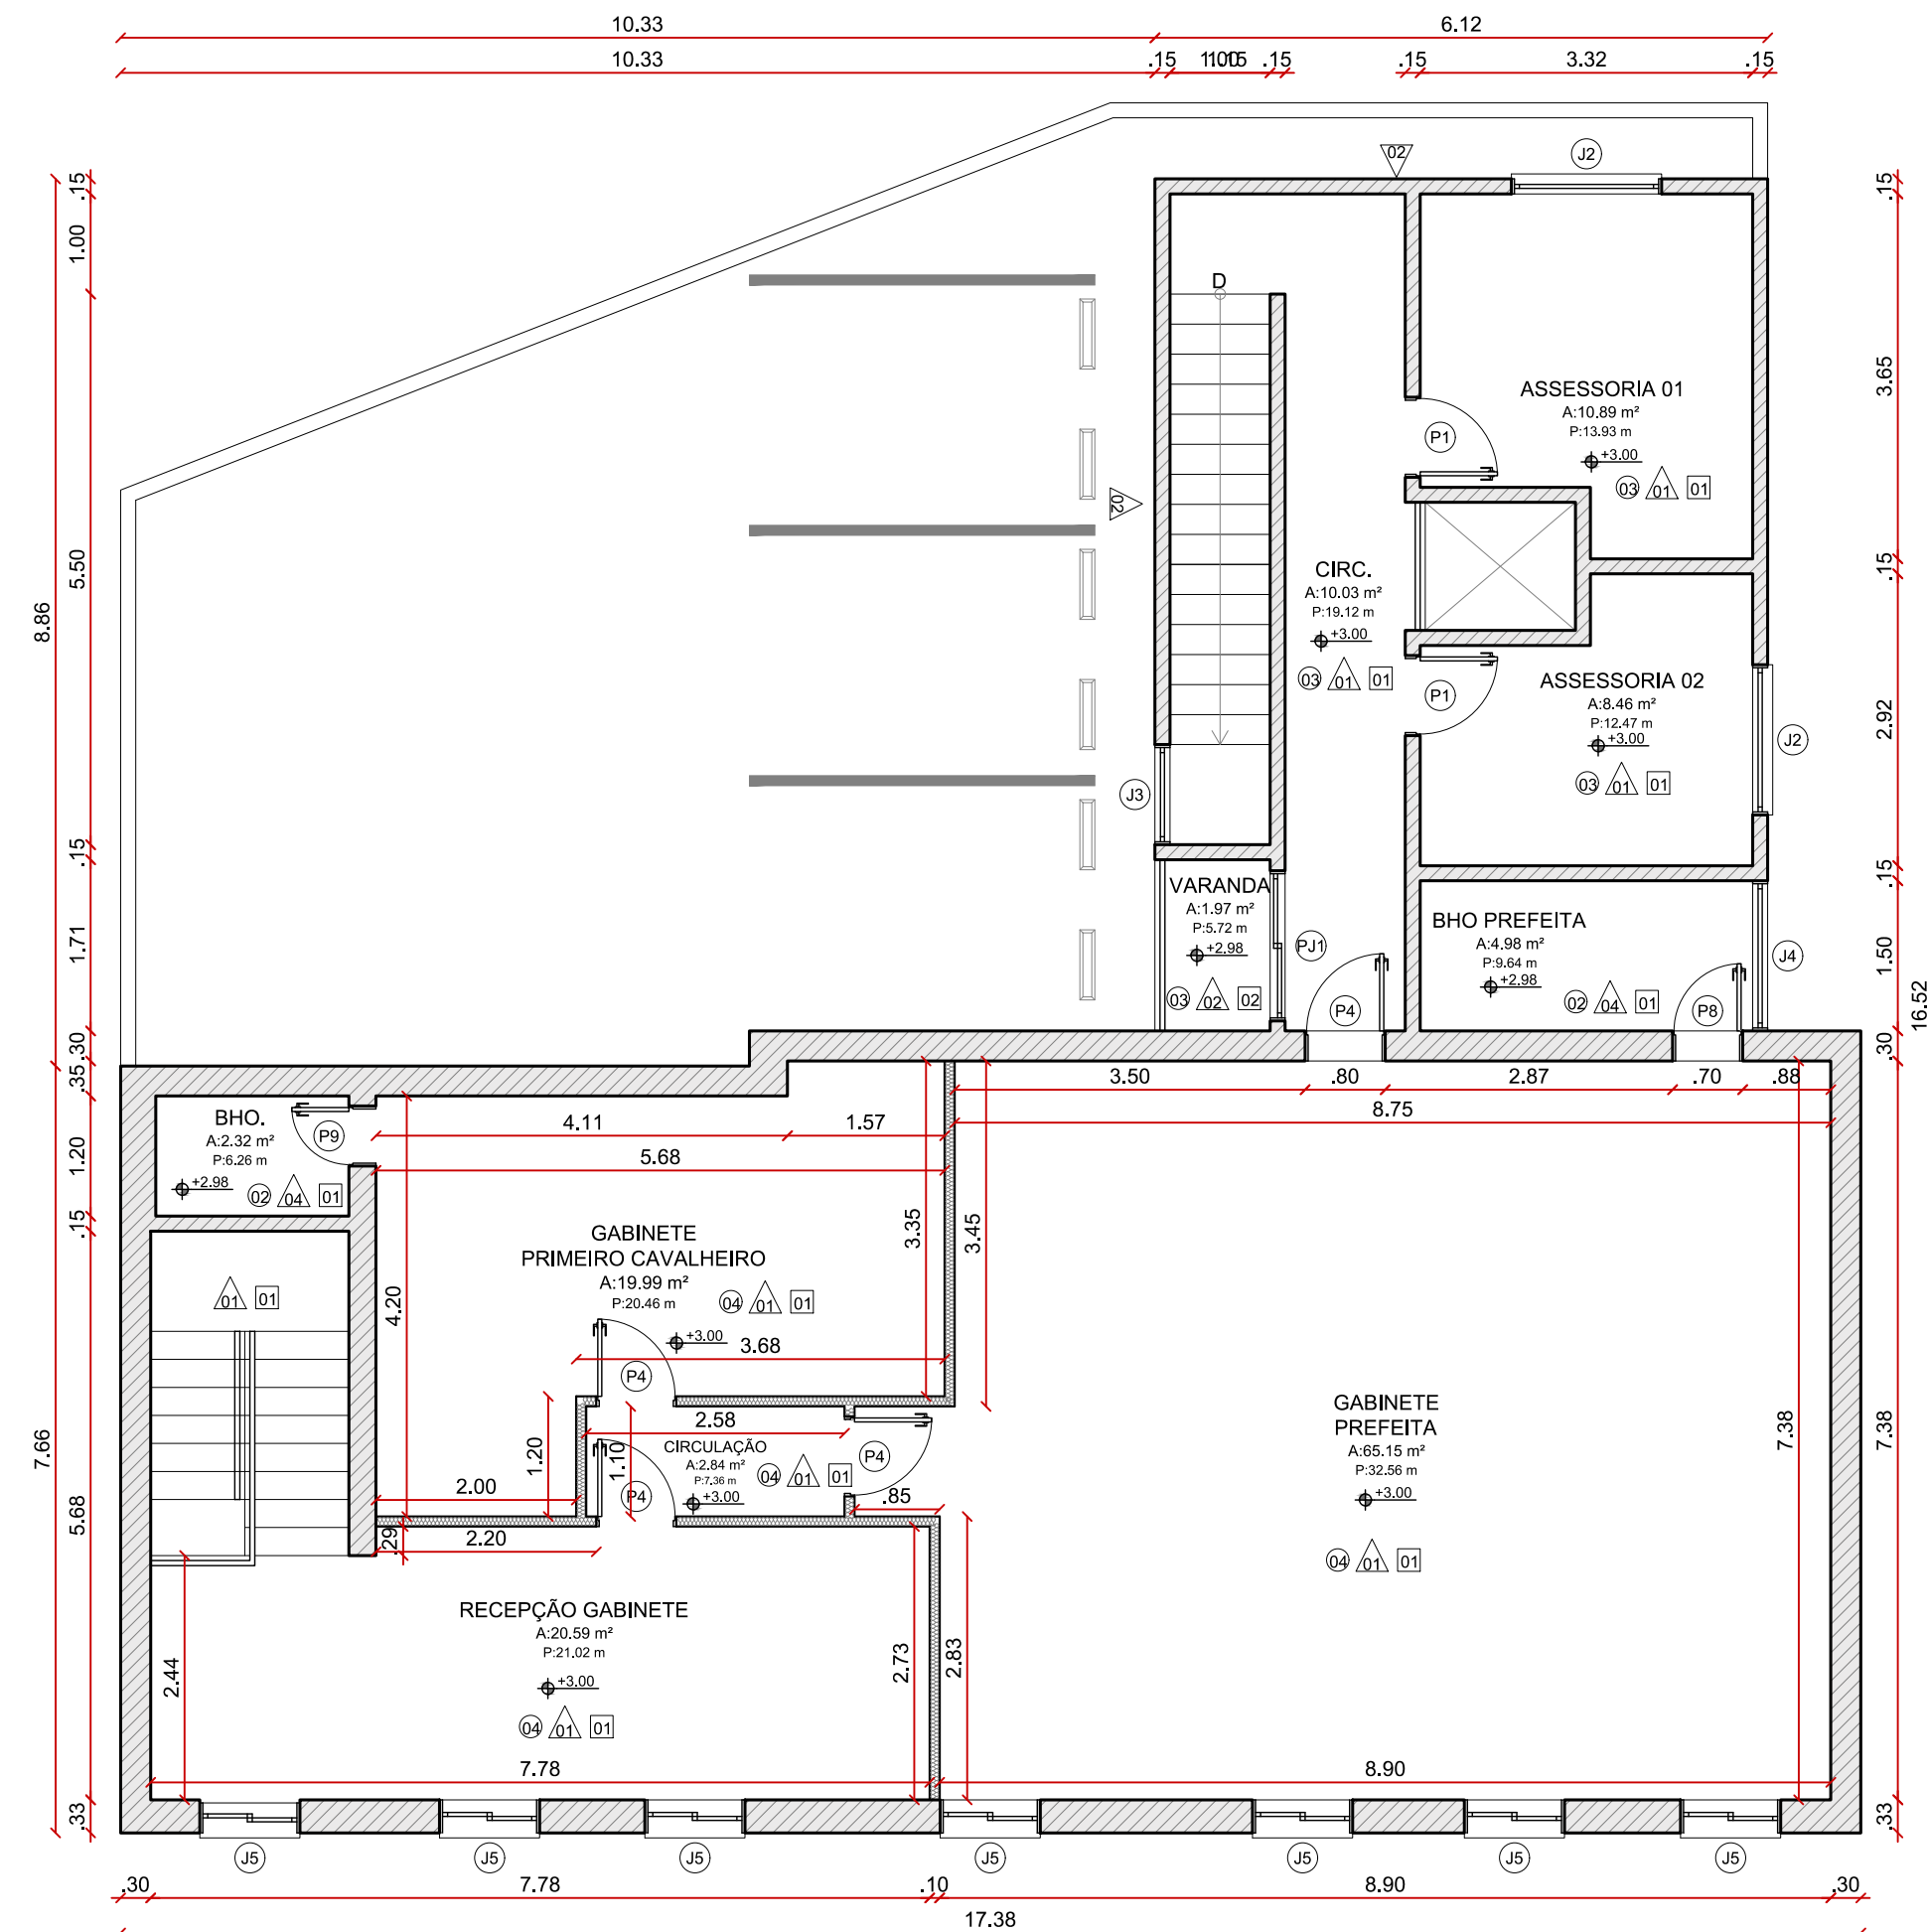 10.33
6.12
10.33
.15
1.00
1.15
.15
.15
3.32
.15
02
J2
.15
1.00
5.50
8.86
.15
1.71
.30
.35
1.20
.15
7.66
5.68
.33
.15
3.65
.15
2.92
.15
1.50
16.52
.30
7.38
.33
D
02
ASSESSORIA 01
A:10.89 m²
P:13.93 m
+3.00
03 01 01
P1
CIRC.
A:10.03 m²
P:19.12 m
+3.00
03 01 01
P1
ASSESSORIA 02
A:8.46 m²
P:12.47 m
+3.00
03 01 01
J2
J3
VARANDA
A:1.97 m²
P:5.72 m
+2.98
03 02 02
PJ1
P4
BHO PREFEITA
A:4.98 m²
P:9.64 m
+2.98
02 04 01
P8
J4
3.50
.80
2.87
.70
.88
8.75
BHO.
A:2.32 m²
P:6.26 m
+2.98
02 04 01
P9
4.11
1.57
5.68
3.35
3.45
4.20
GABINETE
PRIMEIRO CAVALHEIRO
A:19.99 m²
P:20.46 m
04 01 01
+3.00
3.68
P4
01 01
2.58
1.20
1.10
CIRCULAÇÃO
A:2.84 m²
P:7.36 m
+3.00
04 01 01
P4
P4
.85
2.00
2.20
.29
GABINETE
PREFEITA
A:65.15 m²
P:32.56 m
+3.00
04 01 01
7.38
RECEPÇÃO GABINETE
A:20.59 m²
P:21.02 m
+3.00
04 01 01
2.44
2.73
2.83
7.78
8.90
J5
J5
J5
J5
J5
J5
J5
.30
7.78
.10
8.90
.30
17.38